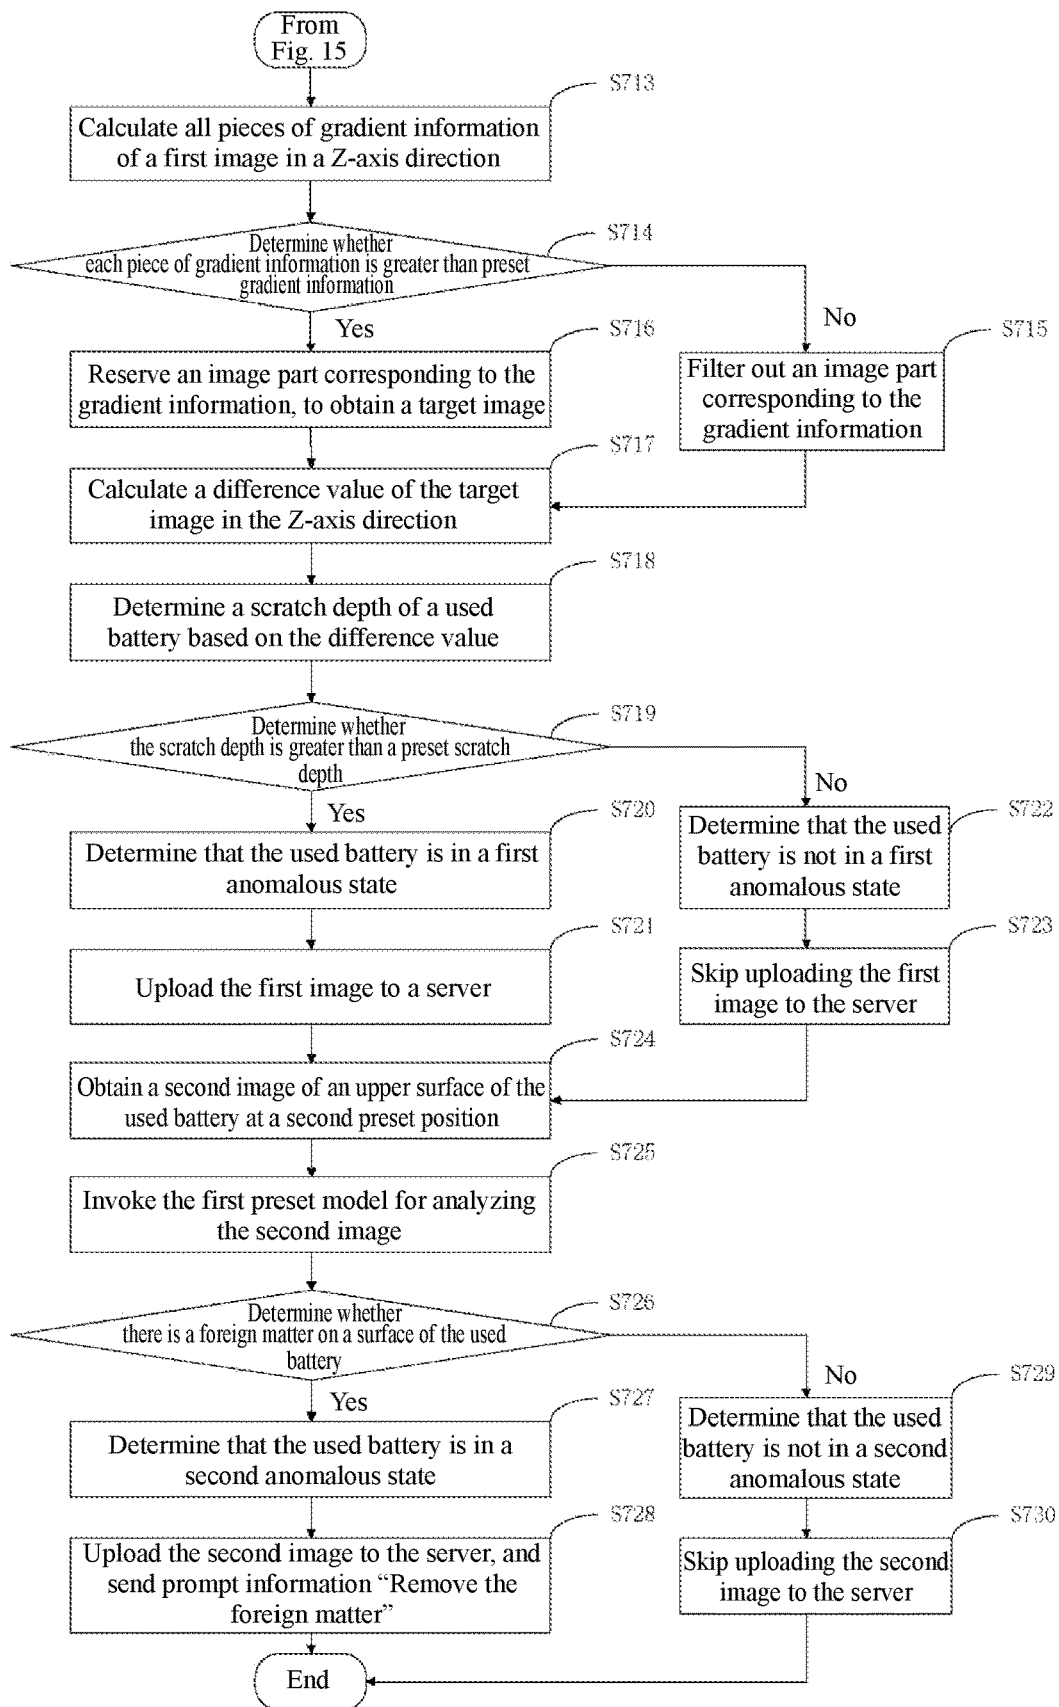 From
Fig. 15
S713
Calculate all pieces of gradient information
of a first image in a Z-axis direction
S714
Determine whether
each piece of gradient information is greater than preset
gradient information
Yes
No
S716
S715
Reserve an image part corresponding to the
gradient information, to obtain a target image
Filter out an image part
corresponding to the
gradient information
S717
Calculate a difference value of the target
image in the Z-axis direction
S718
Determine a scratch depth of a used
battery based on the difference value
S719
Determine whether
the scratch depth is greater than a preset scratch
depth
Yes
No
S720
S722
Determine that the used battery is in a first
anomalous state
Determine that the used
battery is not in a first
anomalous state
S721
S723
Upload the first image to a server
Skip uploading the first
image to the server
S724
Obtain a second image of an upper surface of the
used battery at a second preset position
S725
Invoke the first preset model for analyzing
the second image
S726
Determine whether
there is a foreign matter on a surface of the used
battery
Yes
No
S727
S729
Determine that the used battery is in a
second anomalous state
Determine that the used
battery is not in a second
anomalous state
S728
S730
Upload the second image to the server, and
send prompt information “Remove the
foreign matter”
Skip uploading the second
image to the server
End